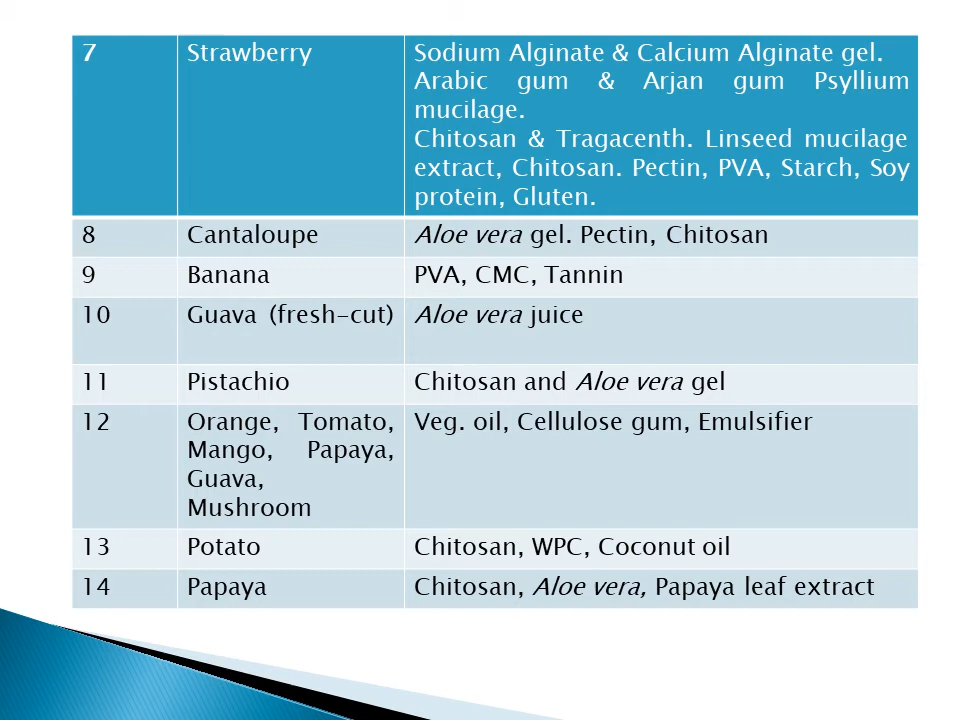 7 Strawberry Sodium Alginate & Calcium Alginate gel.
Arabic gum & Arjan gum Psyllium
mucilage.
Chitosan & Tragacenth. Linseed mucilage
extract, Chitosan. Pectin, PVA, Starch, Soy
protein, Gluten.
8 Cantaloupe Aloe vera gel. Pectin, Chitosan
9 Banana PVA, CMC, Tannin
10 Guava (fresh-cut) Aloe vera juice
11 Pistachio Chitosan and Aloe vera gel
12 Orange, Tomato, Veg. oil, Cellulose gum, Emulsifier
Mango, Papaya,
Guava,
Mushroom
13 Potato Chitosan, WPC, Coconut oil
14 Papaya Chitosan, Aloe vera, Papaya leaf extract